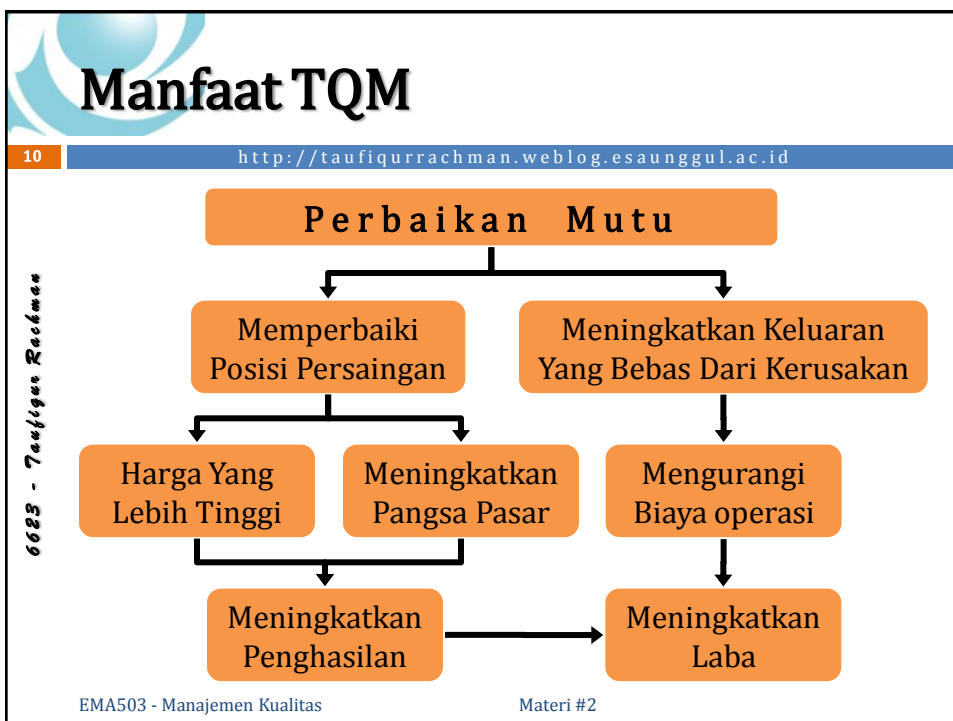 Manfaat TQM
10
http://taufiqurrachman.weblog.esaunggul.ac.id
6623 - Taufiqur Rachman
Perbaikan Mutu
Memperbaiki
Posisi Persaingan
Meningkatkan Keluaran
Yang Bebas Dari Kerusakan
Harga Yang
Lebih Tinggi
Meningkatkan
Pangsa Pasar
Mengurangi
Biaya operasi
Meningkatkan
Penghasilan
Meningkatkan
Laba
EMA503 - Manajemen Kualitas
Materi #2